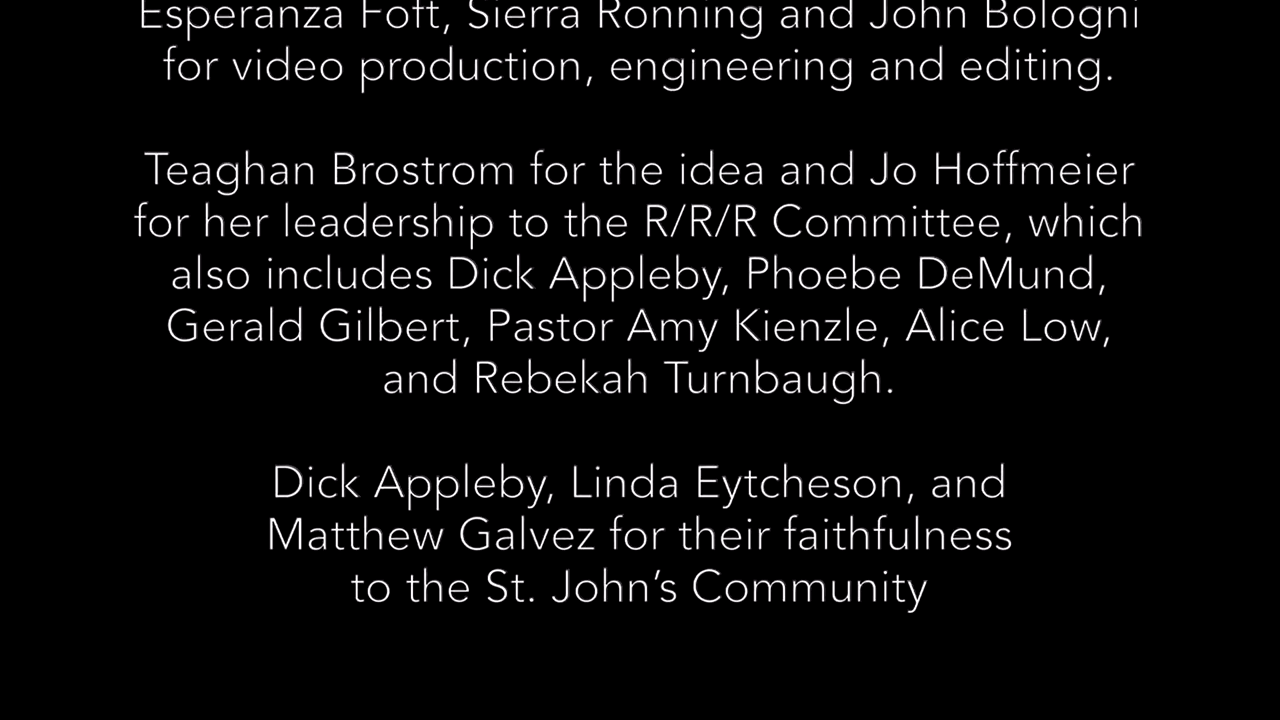 Esperanza Foft, Sierra Ronning and John Bologni
for video production, engineering and editing.
Teaghan Brostrom for the idea and Jo Hoffmeier
for her leadership to the R/R/R Committee, which
also includes Dick Appleby, Phoebe DeMund,
Gerald Gilbert, Pastor Amy Kienzle, Alice Low,
and Rebekah Turnbaugh.
Dick Appleby, Linda Eytcheson, and
Matthew Galvez for their faithfulness
to the St. John’s Community